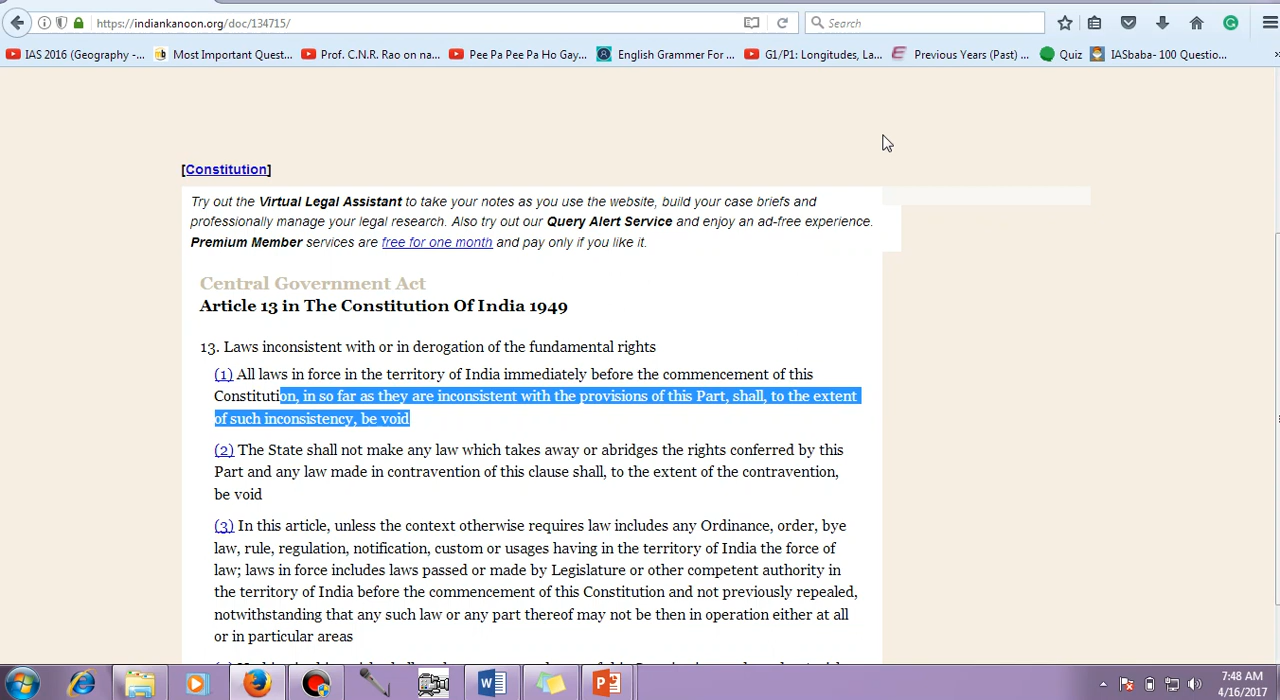 https://indiankanoon.org/doc/134715/
Search
IAS 2016 (Geography -... Most Important Quest... Prof. C.N.R. Rao on na... Pee Pa Pee Pa Ho Gay... English Grammer For ... G1/P1: Longitudes, La... Previous Years (Past) ... Quiz IASbaba- 100 Questio...
[Constitution]
Try out the Virtual Legal Assistant to take your notes as you use the website, build your case briefs and
professionally manage your legal research. Also try out our Query Alert Service and enjoy an ad-free experience.
Premium Member services are free for one month and pay only if you like it.
Central Government Act
Article 13 in The Constitution Of India 1949
13. Laws inconsistent with or in derogation of the fundamental rights
(1) All laws in force in the territory of India immediately before the commencement of this
Constitution, in so far as they are inconsistent with the provisions of this Part, shall, to the extent
of such inconsistency, be void
(2) The State shall not make any law which takes away or abridges the rights conferred by this
Part and any law made in contravention of this clause shall, to the extent of the contravention,
be void
(3) In this article, unless the context otherwise requires law includes any Ordinance, order, bye
law, rule, regulation, notification, custom or usages having in the territory of India the force of
law; laws in force includes laws passed or made by Legislature or other competent authority in
the territory of India before the commencement of this Constitution and not previously repealed,
notwithstanding that any such law or any part thereof may not be then in operation either at all
or in particular areas
7:48 AM
4/16/2017